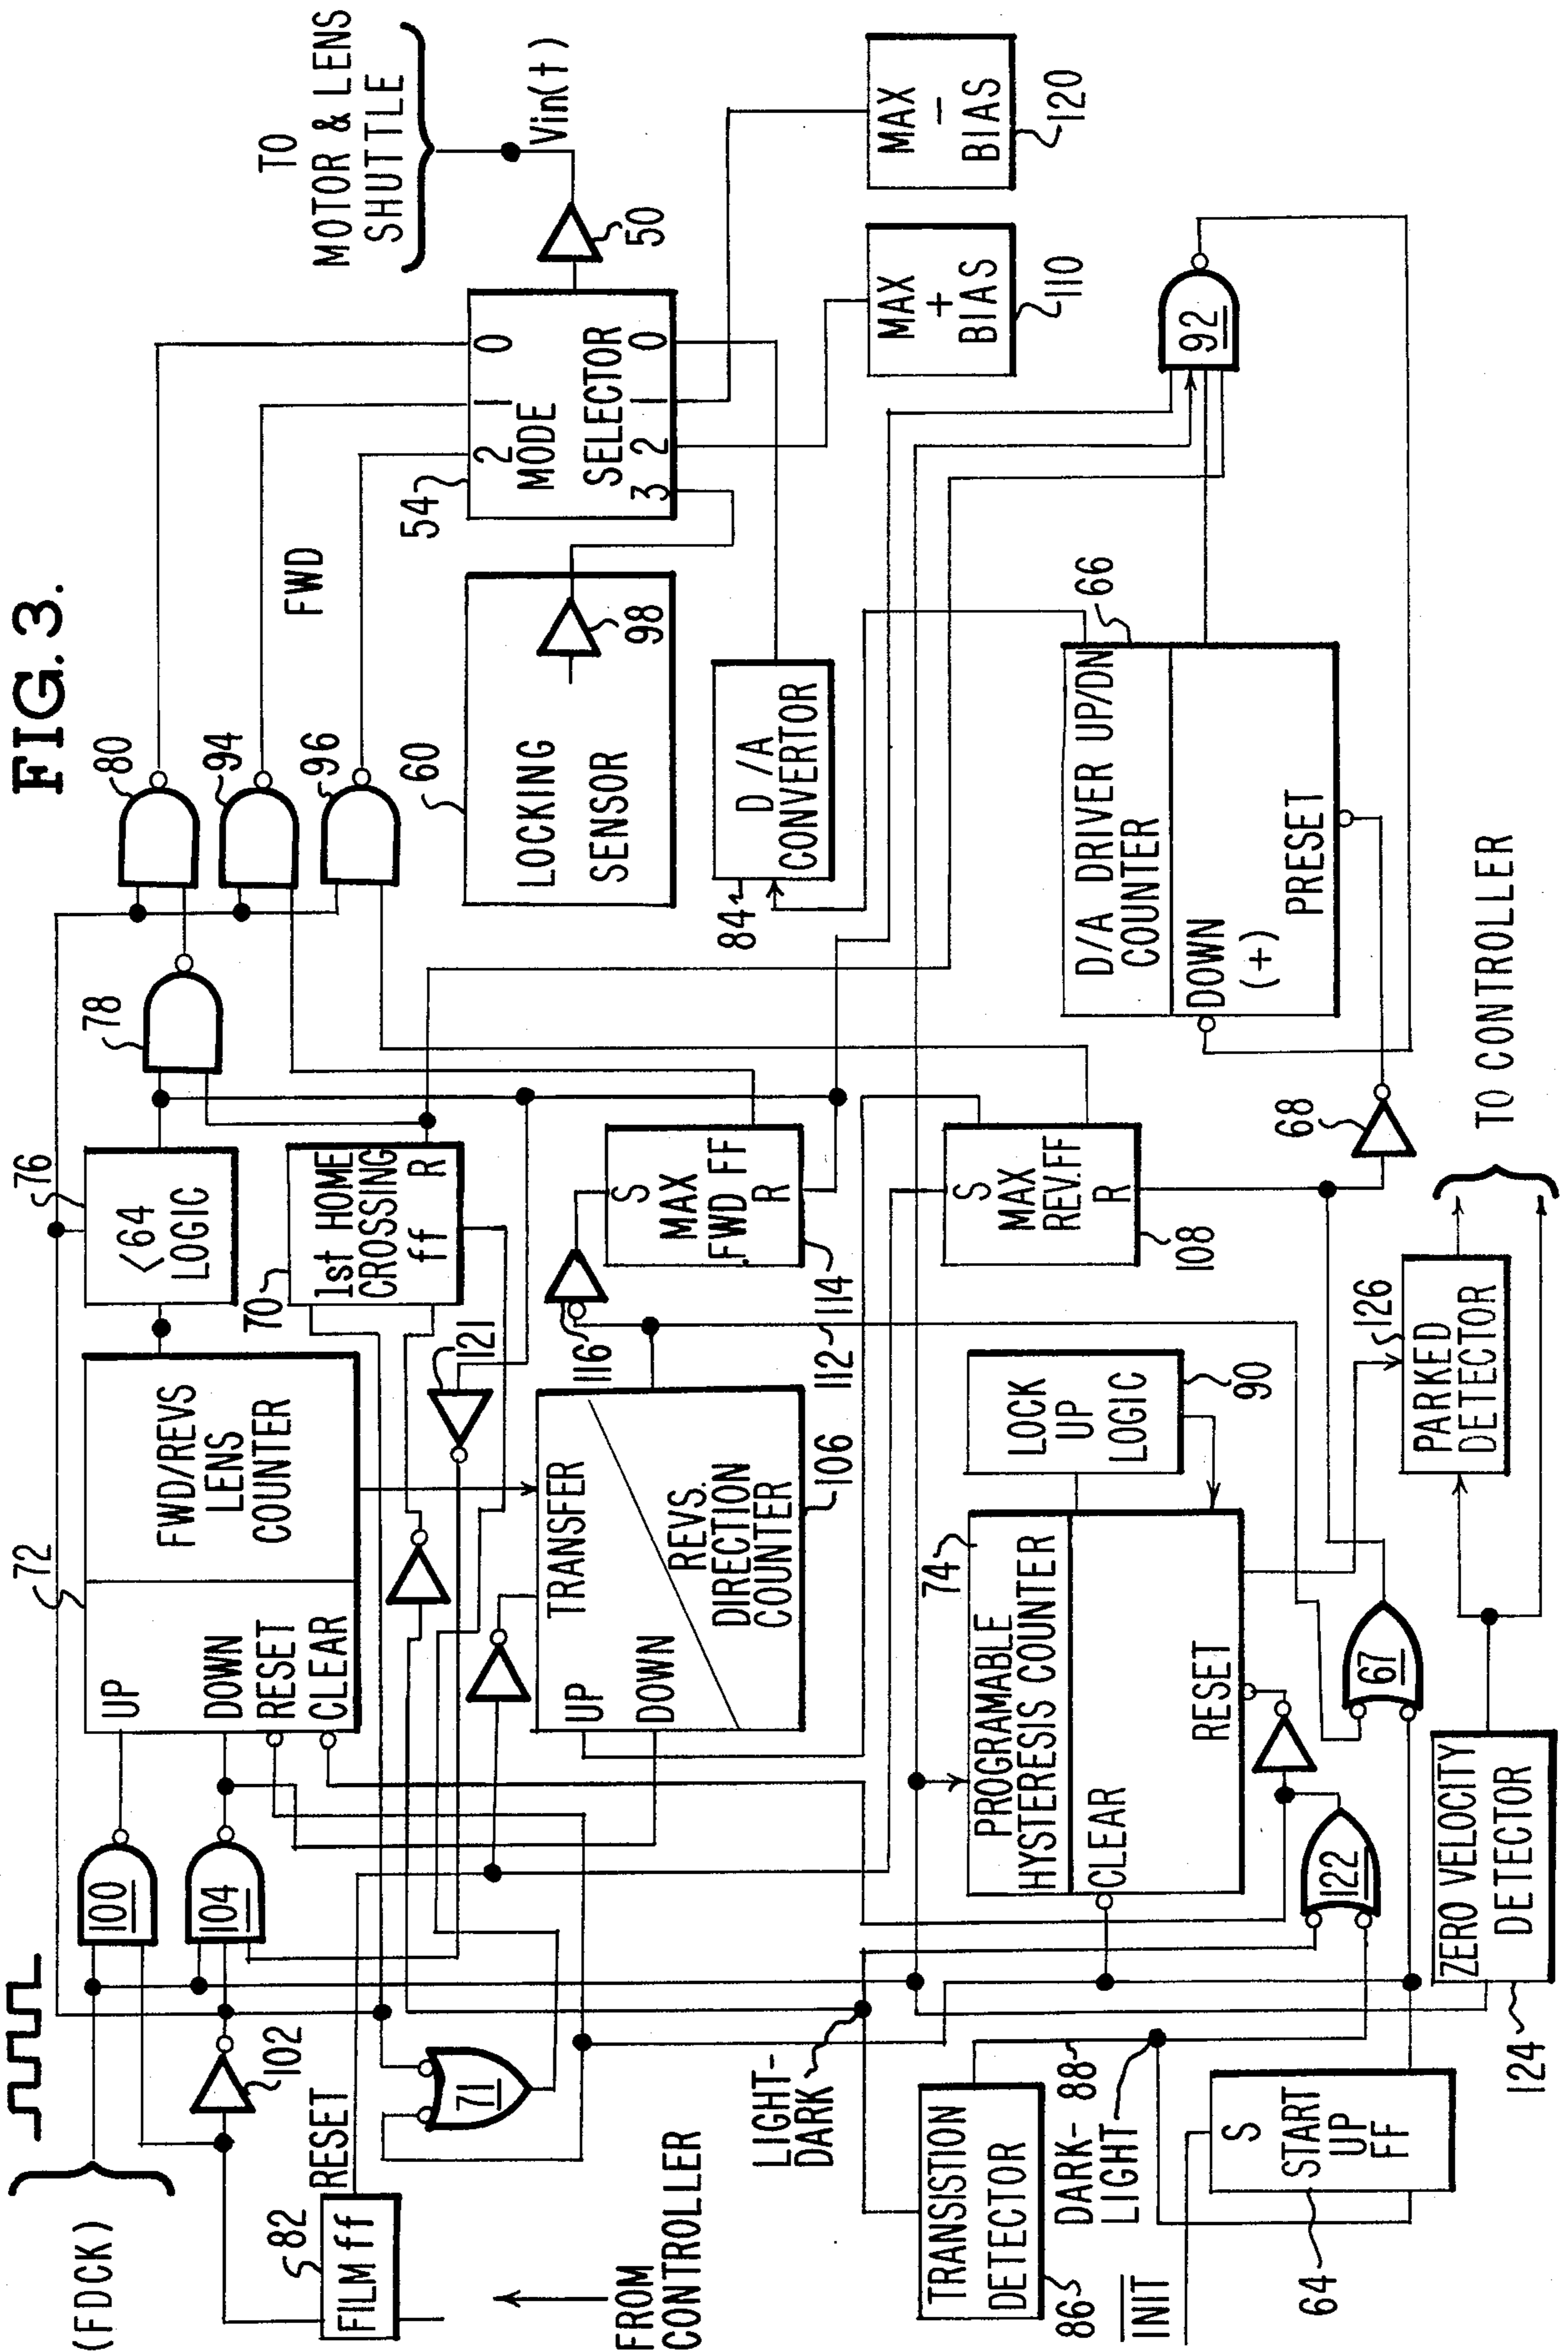 FIG. 3.
(FDCK)
82
FILM ff
RESET
FROM
CONTROLLER
102
100
104
71
72
UP
DOWN
RESET
CLEAR
FWD/REVS
LENS
COUNTER
76
<64
LOGIC
78
80
94
96
FWD
70
1st HOME
CROSSING
ff R
121
TRANSFER
UP
DOWN
REVS.
DIRECTION
COUNTER
106
116
S
MAX
FWD FF
R
114
112
S
MAX
REV.FF
R
108
60
LOCKING
SENSOR
98
54
2 1 0
MODE
SELECTOR
3 2 1 0
50
TO
MOTOR & LENS
SHUTTLE
Vin(t)
84
D/A
CONVERTOR
MAX
+
BIAS
110
MAX
-
BIAS
120
92
D/A DRIVER UP/DN
COUNTER
66
DOWN
(+)
PRESET
68
LIGHT-
DARK
TRANSISTION
DETECTOR
86
DARK-
LIGHT
88
INIT
S
START
UP
FF
64
74
PROGRAMABLE
HYSTERESIS COUNTER
CLEAR
RESET
LOCK
UP
LOGIC
90
122
67
ZERO VELOCITY
DETECTOR
124
126
PARKED
DETECTOR
TO CONTROLLER